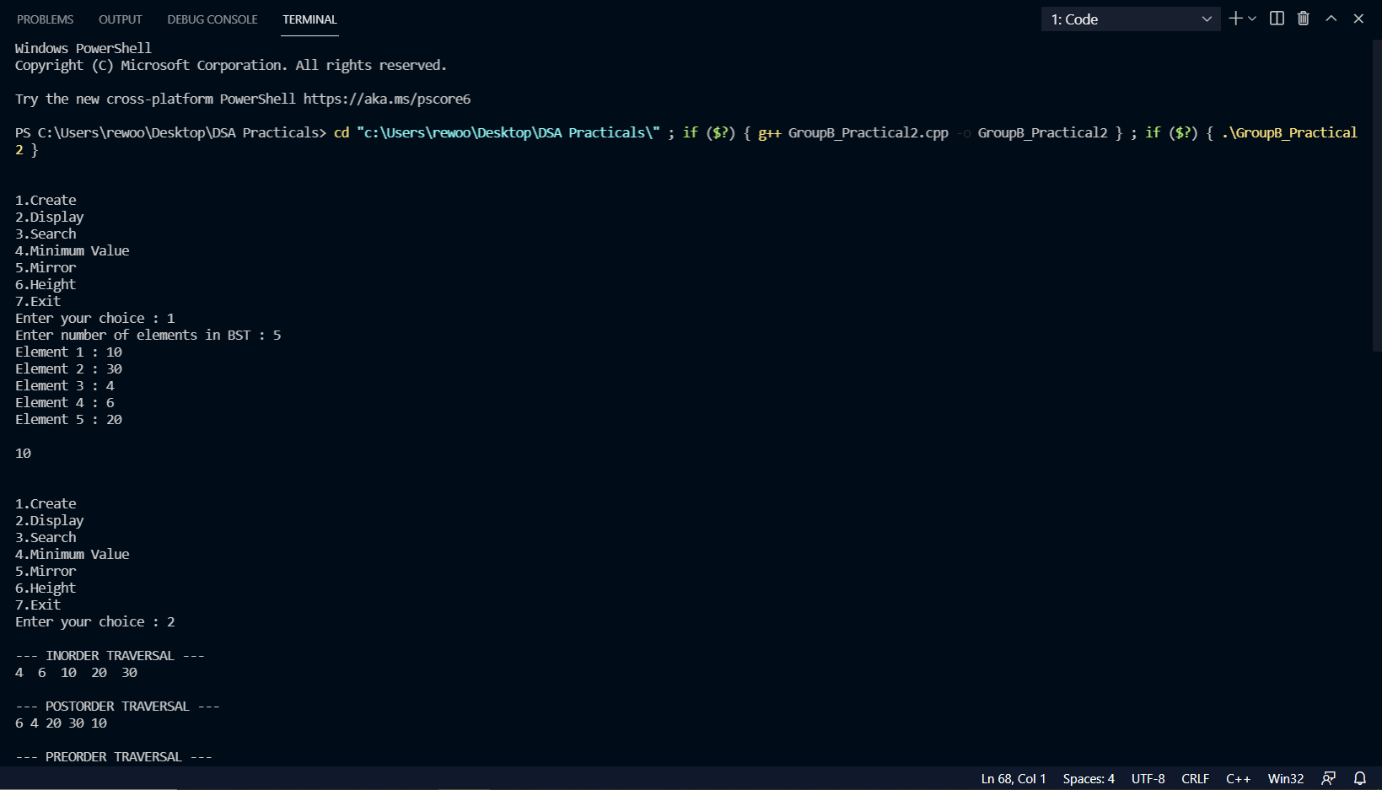 PROBLEMS OUTPUT DEBUG CONSOLE TERMINAL 1: Code
Windows PowerShell
Copyright (C) Microsoft Corporation. All rights reserved.
Try the new cross-platform PowerShell https://aka.ms/pscore6
PS C:\Users\rewoo\Desktop\DSA Practicals> cd "c:\Users\rewoo\Desktop\DSA Practicals\" ; if ($?) { g++ GroupB_Practical2.cpp -o GroupB_Practical2 } ; if ($?) { .\GroupB_Practical
2 }
1.Create
2.Display
3.Search
4.Minimum Value
5.Mirror
6.Height
7.Exit
Enter your choice : 1
Enter number of elements in BST : 5
Element 1 : 10
Element 2 : 30
Element 3 : 4
Element 4 : 6
Element 5 : 20
10
1.Create
2.Display
3.Search
4.Minimum Value
5.Mirror
6.Height
7.Exit
Enter your choice : 2
--- INORDER TRAVERSAL ---
4  6  10  20  30
--- POSTORDER TRAVERSAL ---
6 4 20 30 10
--- PREORDER TRAVERSAL ---
Ln 68, Col 1 Spaces: 4 UTF-8 CRLF C++ Win32